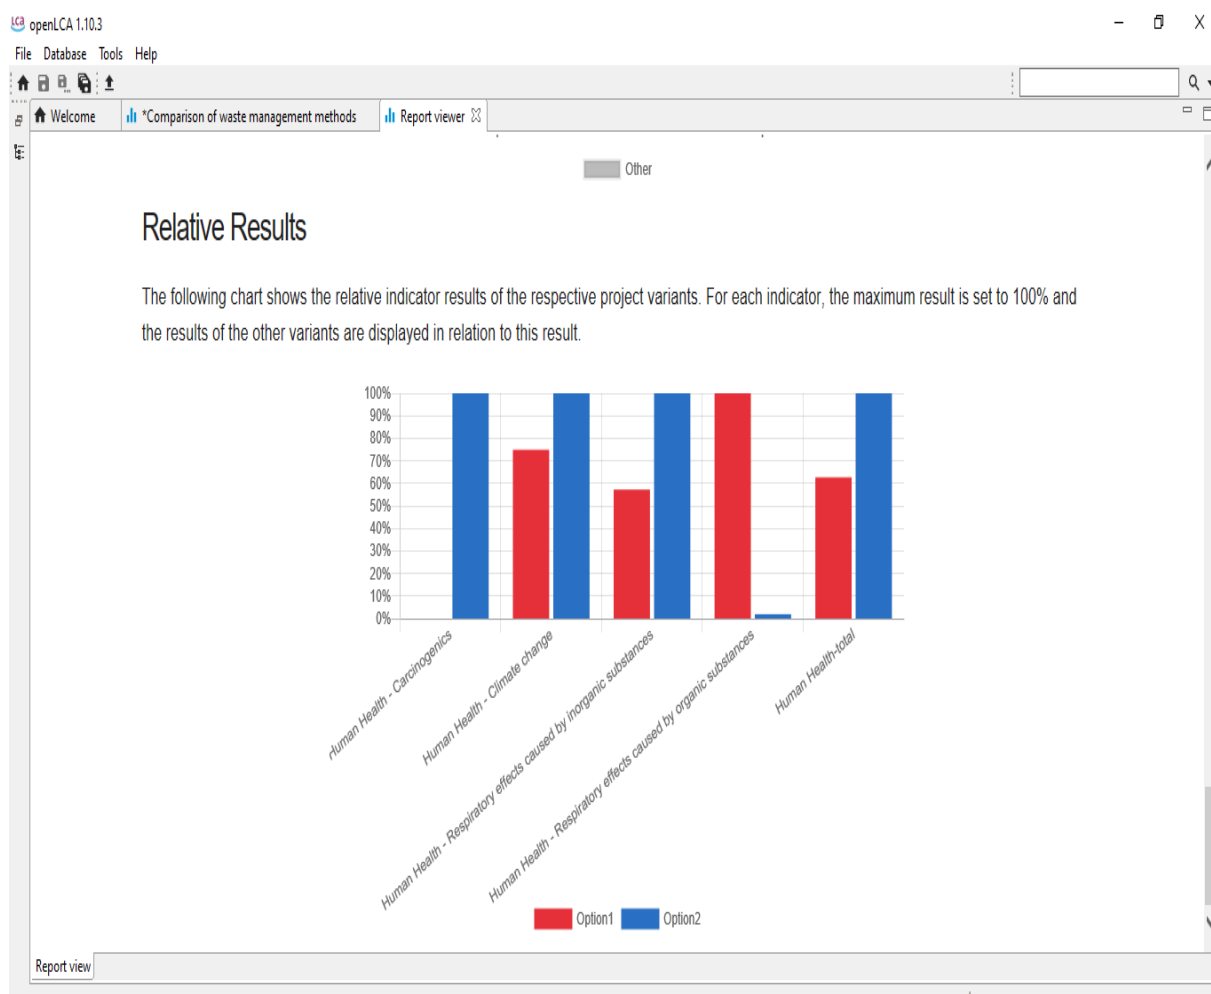 LCA openLCA 1.10.3
File Database Tools Help
Welcome *Comparison of waste management methods Report viewer
Other
Relative Results
The following chart shows the relative indicator results of the respective project variants. For each indicator, the maximum result is set to 100% and
the results of the other variants are displayed in relation to this result.
100%
90%
80%
70%
60%
50%
40%
30%
20%
10%
0%
Human Health - Carcinogenics
Human Health - Climate change
Human Health - Respiratory effects caused by inorganic substances
Human Health - Respiratory effects caused by organic substances
Human Health-total
Option1 Option2
Report view